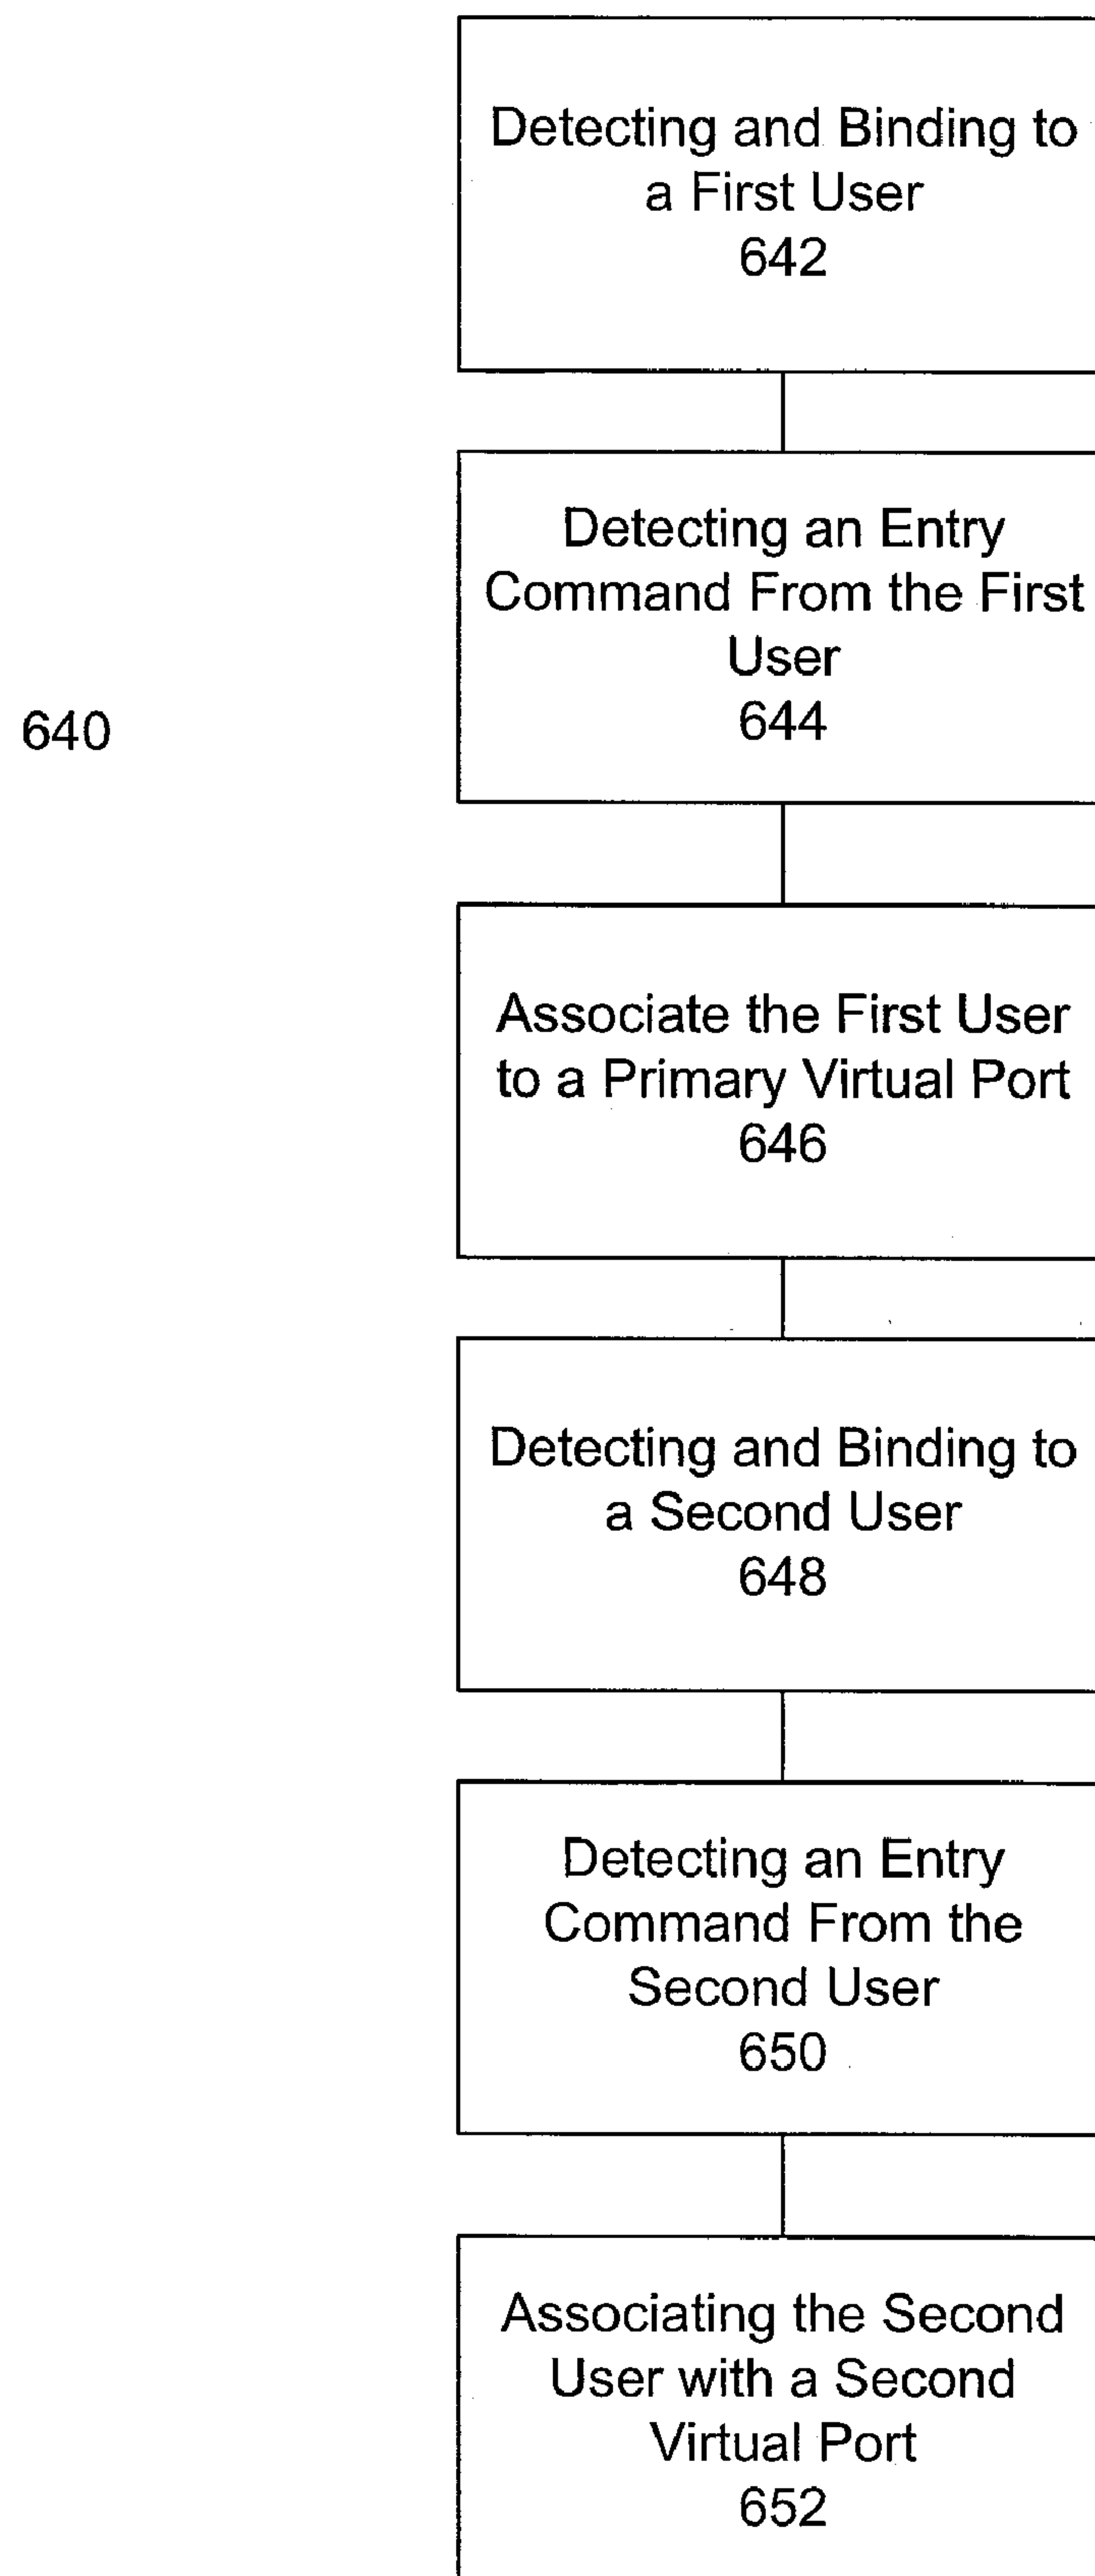 Detecting and Binding to
a First User
642
Detecting an Entry
Command From the First
User
644
640
Associate the First User
to a Primary Virtual Port
646
Detecting and Binding to
a Second User
648
Detecting an Entry
Command From the
Second User
650
Associating the Second
User with a Second
Virtual Port
652